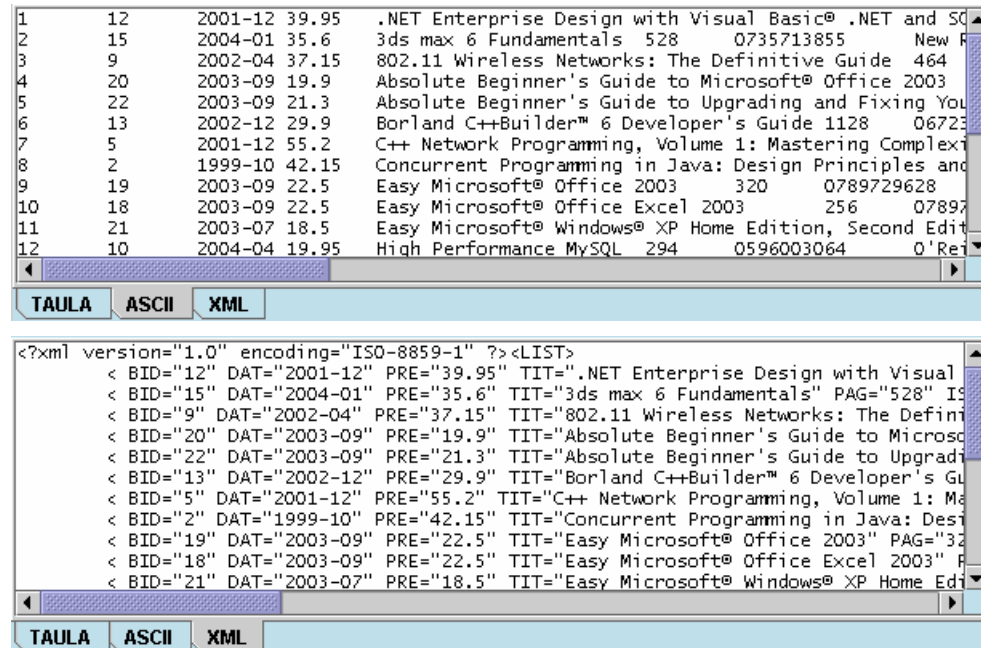 1 12 2001-12 39.95 .NET Enterprise Design with Visual Basic® .NET and
2 15 2004-01 35.6 3ds max 6 Fundamentals 528 0735713855 New
3 9 2002-04 37.15 802.11 Wireless Networks: The Definitive Guide 464
4 20 2003-09 19.9 Absolute Beginner's Guide to Microsoft® Office 2003
5 22 2003-09 21.3 Absolute Beginner's Guide to Upgrading and Fixing You
6 13 2002-12 29.9 Borland C++Builder™ 6 Developer's Guide 1128 06723
7 5 2001-12 55.2 C++ Network Programming, Volume 1: Mastering Complexi
8 2 1999-10 42.15 Concurrent Programming in Java: Design Principles and
9 19 2003-09 22.5 Easy Microsoft® Office 2003 320 0789729628
10 18 2003-09 22.5 Easy Microsoft® Office Excel 2003 256 07897
11 21 2003-07 18.5 Easy Microsoft® Windows® XP Home Edition, Second Edit
12 10 2004-04 19.95 High Performance MySQL 294 0596003064 O'Rei
TAULA ASCII XML
<?xml version="1.0" encoding="ISO-8859-1" ?><LIST>
< BID="12" DAT="2001-12" PRE="39.95" TIT=".NET Enterprise Design with Visual
< BID="15" DAT="2004-01" PRE="35.6" TIT="3ds max 6 Fundamentals" PAG="528" IS
< BID="9" DAT="2002-04" PRE="37.15" TIT="802.11 Wireless Networks: The Defini
< BID="20" DAT="2003-09" PRE="19.9" TIT="Absolute Beginner's Guide to Microso
< BID="22" DAT="2003-09" PRE="21.3" TIT="Absolute Beginner's Guide to Upgradi
< BID="13" DAT="2002-12" PRE="29.9" TIT="Borland C++Builder™ 6 Developer's Gu
< BID="5" DAT="2001-12" PRE="55.2" TIT="C++ Network Programming, Volume 1: Ma
< BID="2" DAT="1999-10" PRE="42.15" TIT="Concurrent Programming in Java: Desi
< BID="19" DAT="2003-09" PRE="22.5" TIT="Easy Microsoft® Office 2003" PAG="32
< BID="18" DAT="2003-09" PRE="22.5" TIT="Easy Microsoft® Office Excel 2003"
< BID="21" DAT="2003-07" PRE="18.5" TIT="Easy Microsoft® Windows® XP Home Edi
TAULA ASCII XML